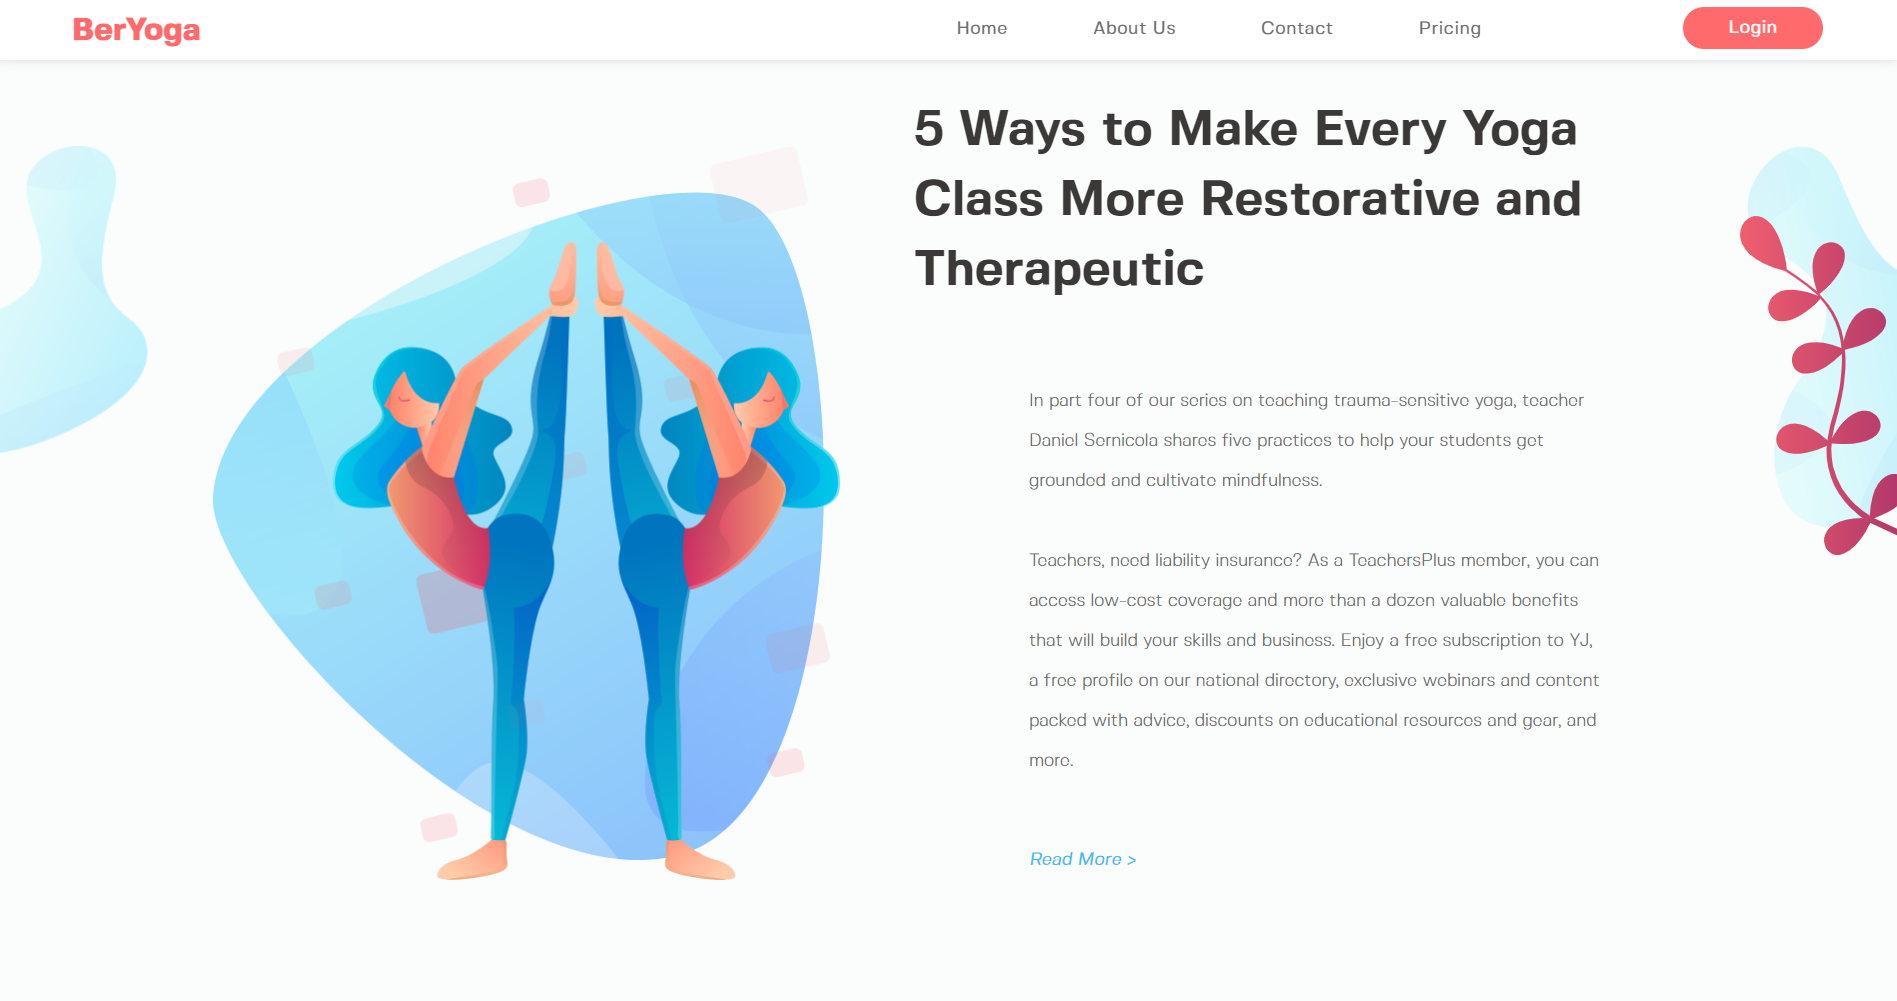 BerYoga
Home
About Us
Contact
Pricing
Login
5 Ways to Make Every Yoga
Class More Restorative and
Therapeutic
In part four of our series on teaching trauma-sensitive yoga, teacher
Daniel Sernicola shares five practices to help your students get
grounded and cultivate mindfulness.
Teachers, need liability insurance? As a TeachersPlus member, you can
access low-cost coverage and more than a dozen valuable benefits
that will build your skills and business. Enjoy a free subscription to YJ,
a free profile on our national directory, exclusive webinars and content
packed with advice, discounts on educational resources and gear, and
more.
Read More >